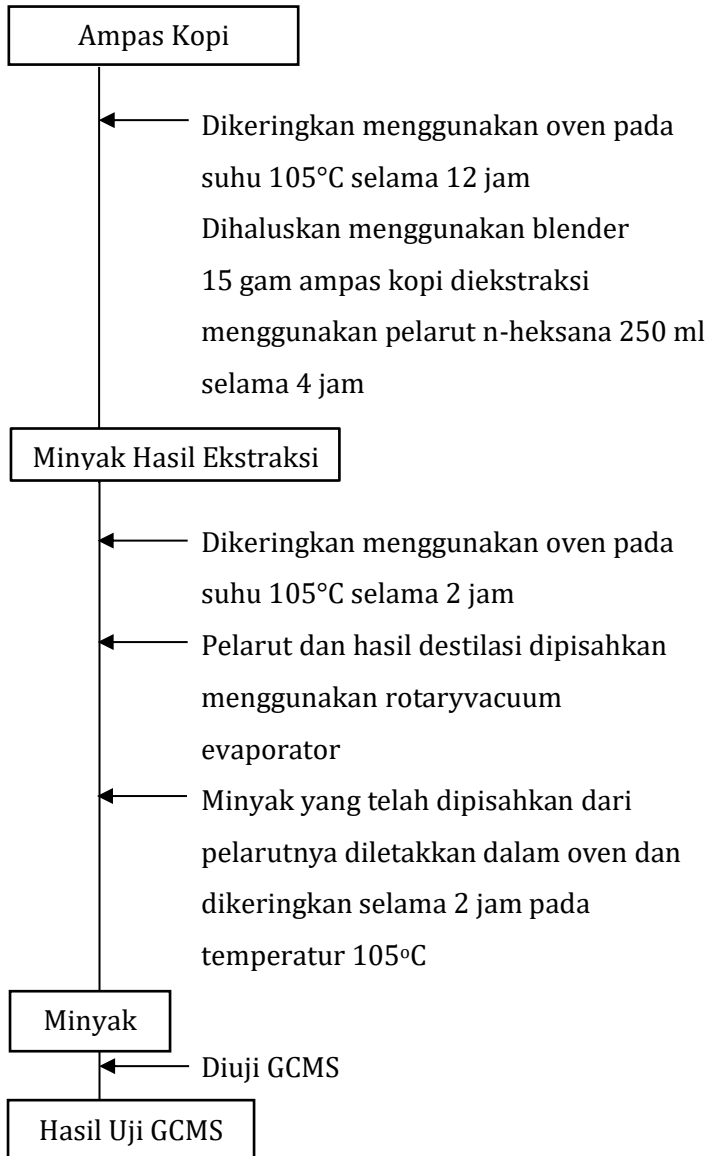 Ampas Kopi
Dikeringkan menggunakan oven pada
suhu 105°C selama 12 jam
Dihaluskan menggunakan blender
15 gam ampas kopi diekstraksi
menggunakan pelarut n-heksana 250 ml
selama 4 jam
Minyak Hasil Ekstraksi
Dikeringkan menggunakan oven pada
suhu 105°C selama 2 jam
Pelarut dan hasil destilasi dipisahkan
menggunakan rotaryvacuum
evaporator
Minyak yang telah dipisahkan dari
pelarutnya diletakkan dalam oven dan
dikeringkan selama 2 jam pada
temperatur 105ᵒC
Minyak
Diuji GCMS
Hasil Uji GCMS